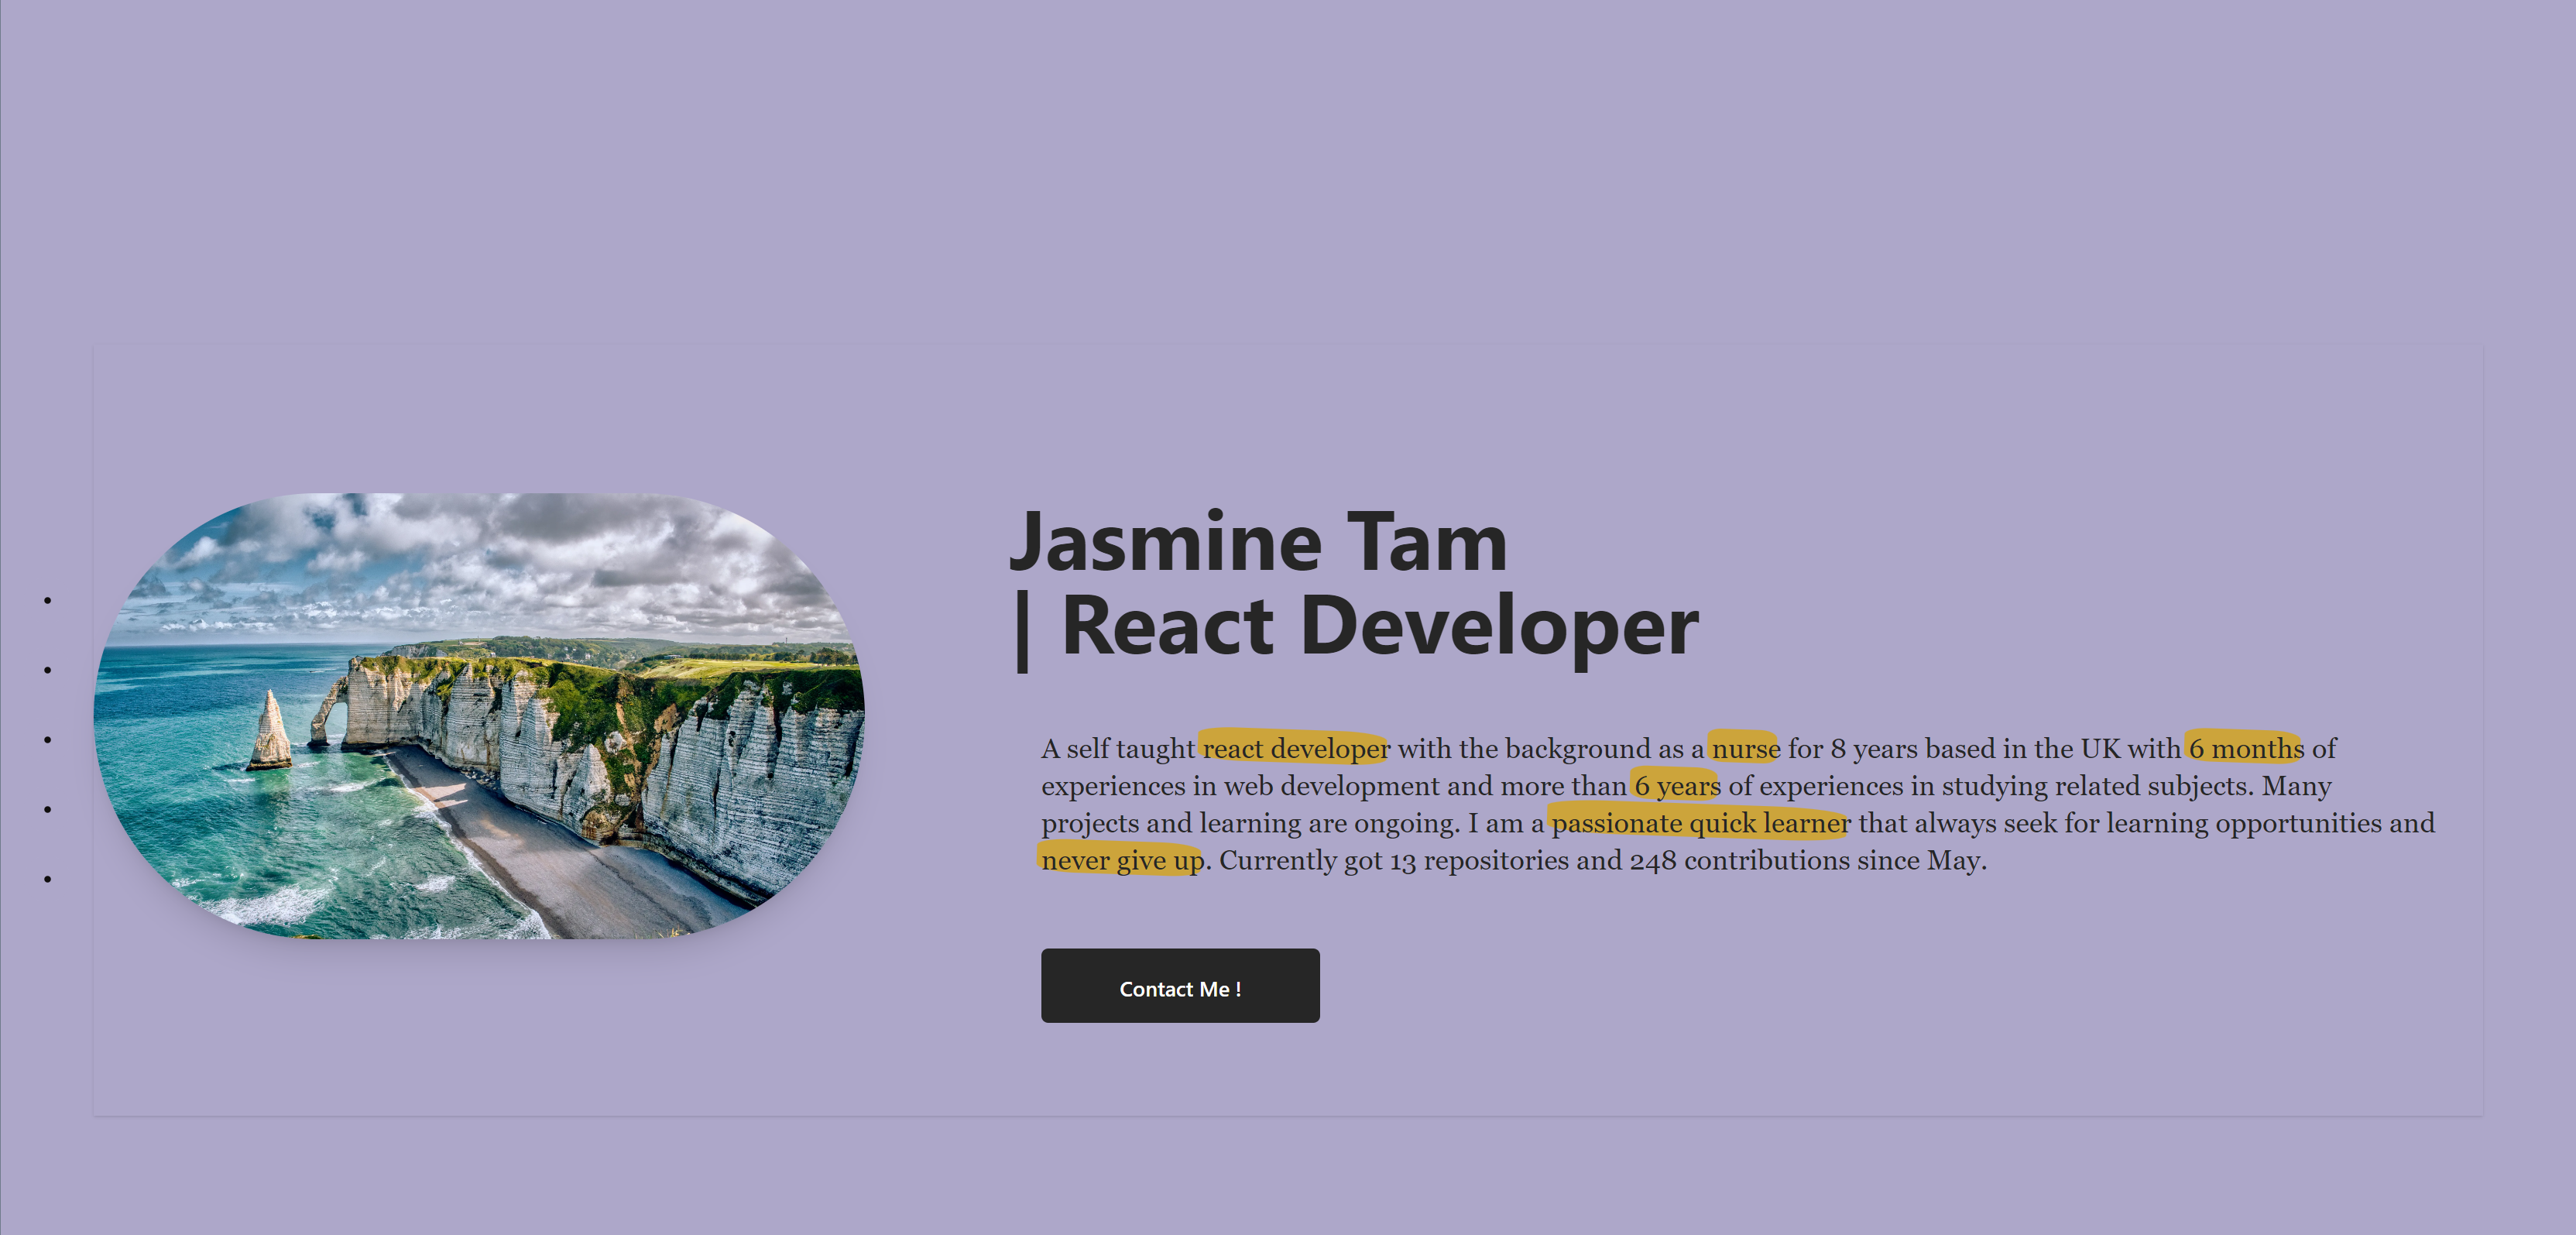 Jasmine Tam
| React Developer
A self taught react developer with the background as a nurse for 8 years based in the UK with 6 months of
experiences in web development and more than 6 years of experiences in studying related subjects. Many
projects and learning are ongoing. I am a passionate quick learner that always seek for learning opportunities and
never give up. Currently got 13 repositories and 248 contributions since May.
Contact Me !